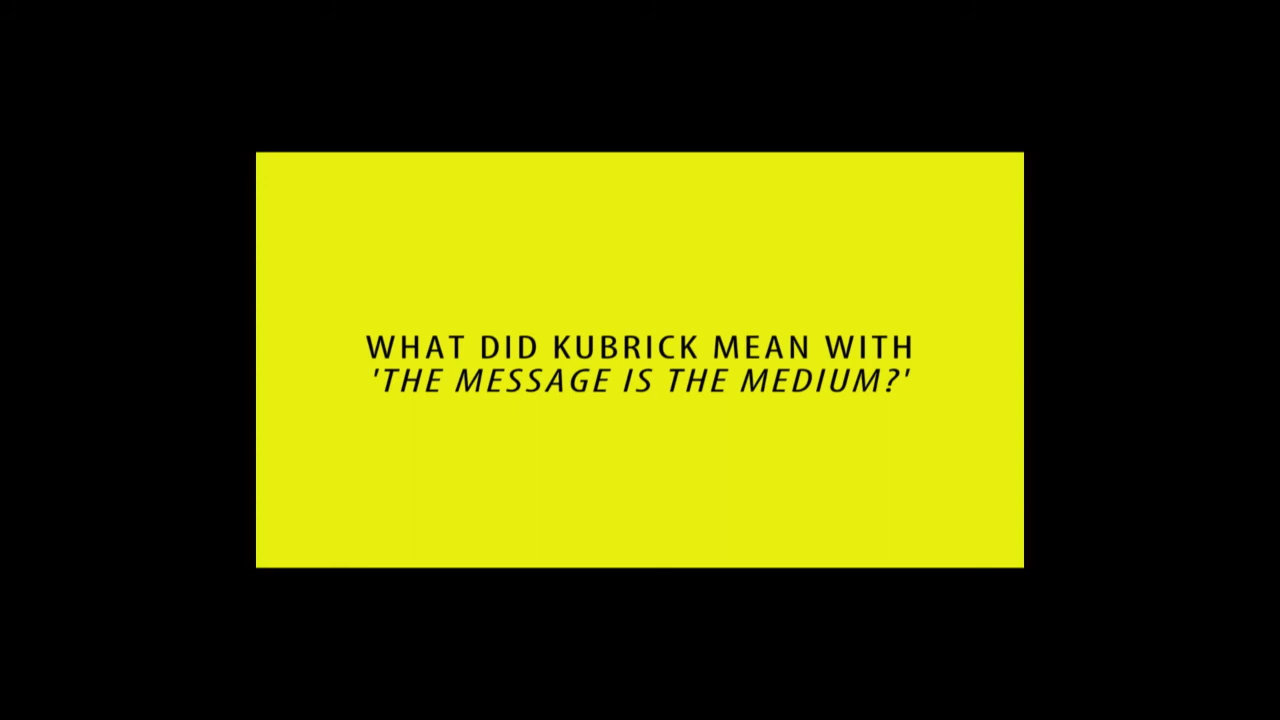 WHAT DID KUBRICK MEAN WITH
'THE MESSAGE IS THE MEDIUM?'